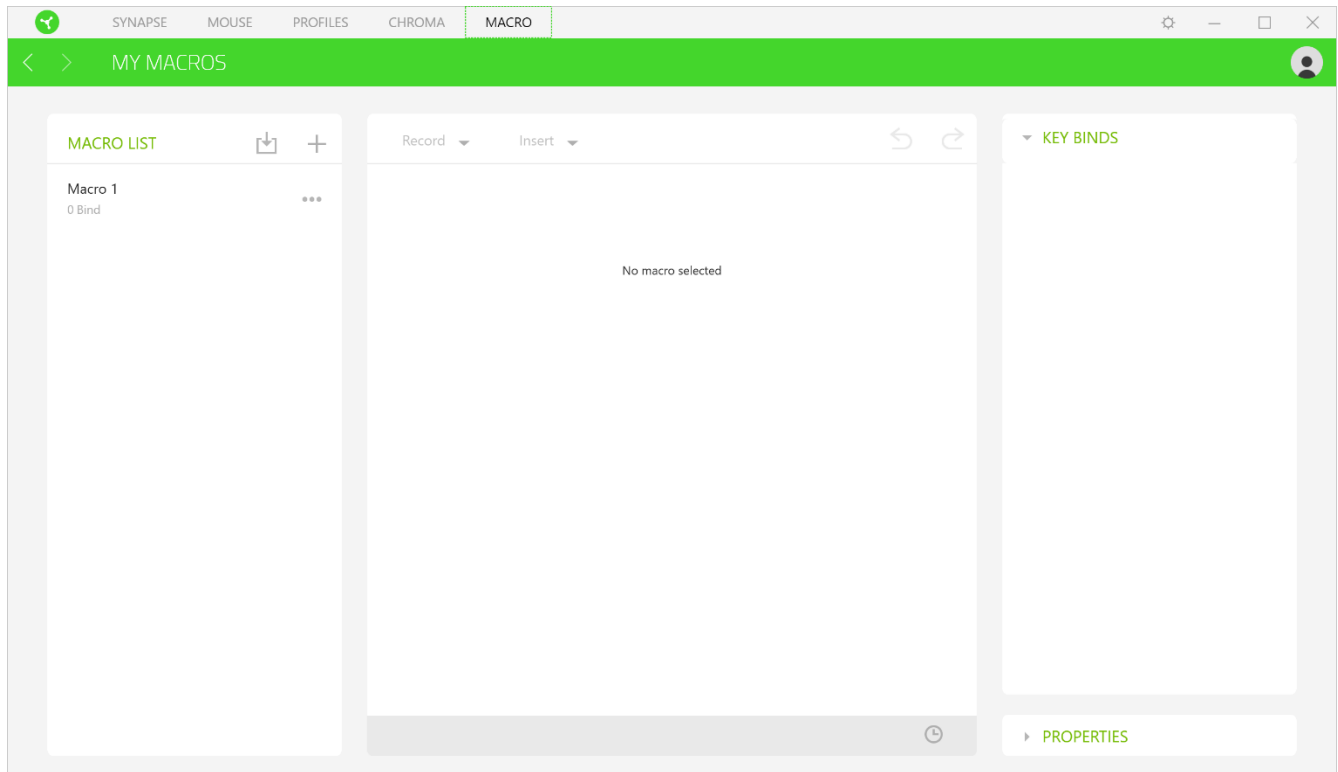 SYNAPSE MOUSE PROFILES CHROMA MACRO
MY MACROS
MACRO LIST
Macro 1
0 Bind
Record Insert
No macro selected
KEY BINDS
PROPERTIES